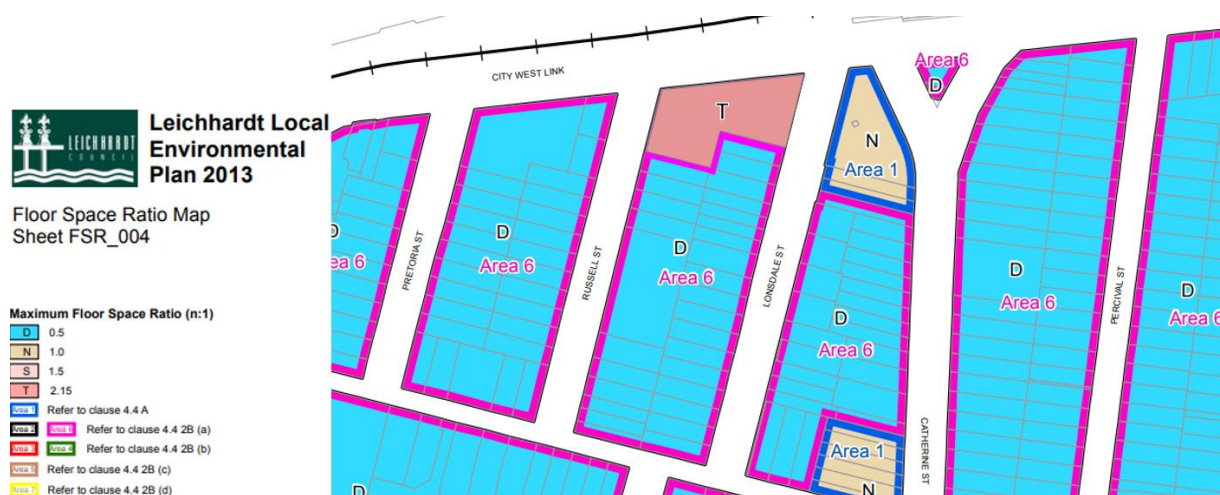 LEICHHARDT
COUNCIL
Leichhardt Local
Environmental
Plan 2013
Floor Space Ratio Map
Sheet FSR_004
Maximum Floor Space Ratio (n:1)
D 0.5
N 1.0
S 1.5
T 2.15
Area 1 Refer to clause 4.4 A
Area 2 Area 6 Refer to clause 4.4 2B (a)
Area 3 Area 4 Refer to clause 4.4 2B (b)
Area 5 Refer to clause 4.4 2B (c)
Area 7 Refer to clause 4.4 2B (d)
CITY WEST LINK
D
ea 6
PRETORIA ST
D
Area 6
RUSSELL ST
T
D
Area 6
LONSDALE ST
N
Area 1
D
Area 6
Area 1
N
CATHERINE ST
Area 6
D
D
Area 6
PERCIVAL ST
D
Area 6
D